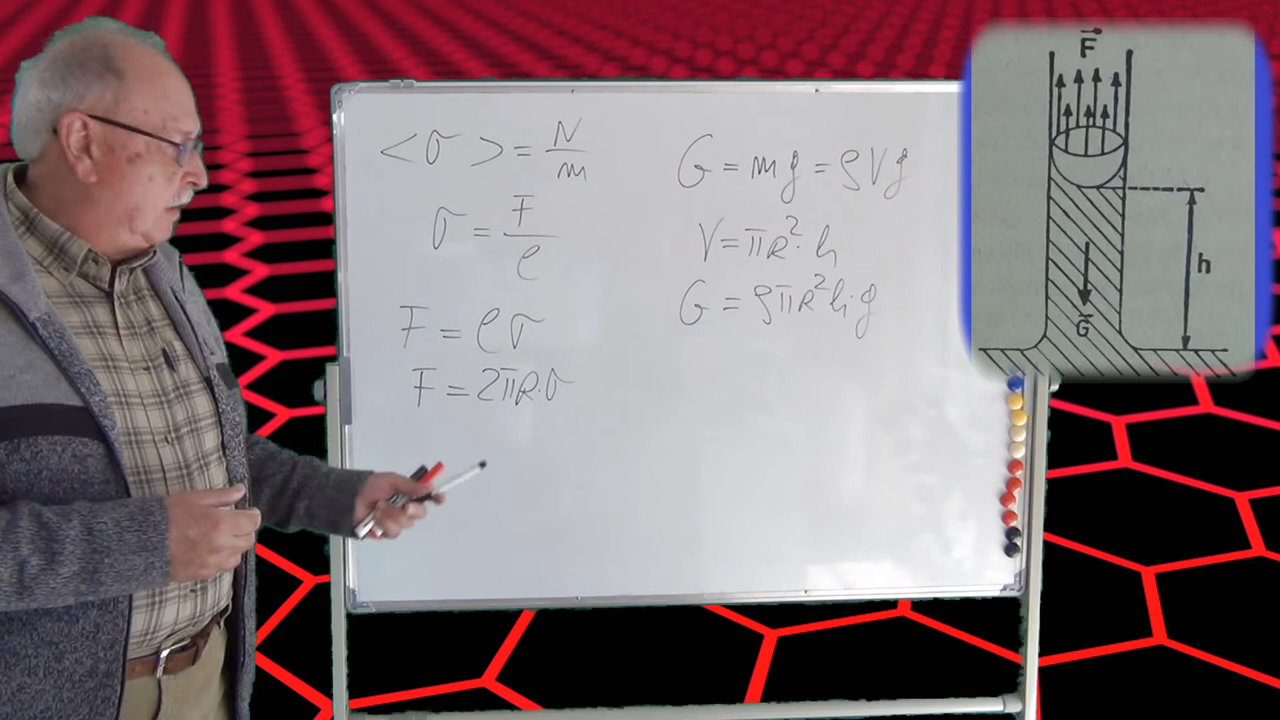 <σ> = N/m
σ = F/ℓ
F = ℓσ
F = 2πR·σ
G = mg = ρVg
V = πR²·h
G = ρπR²h·g
F⃗
h
G⃗